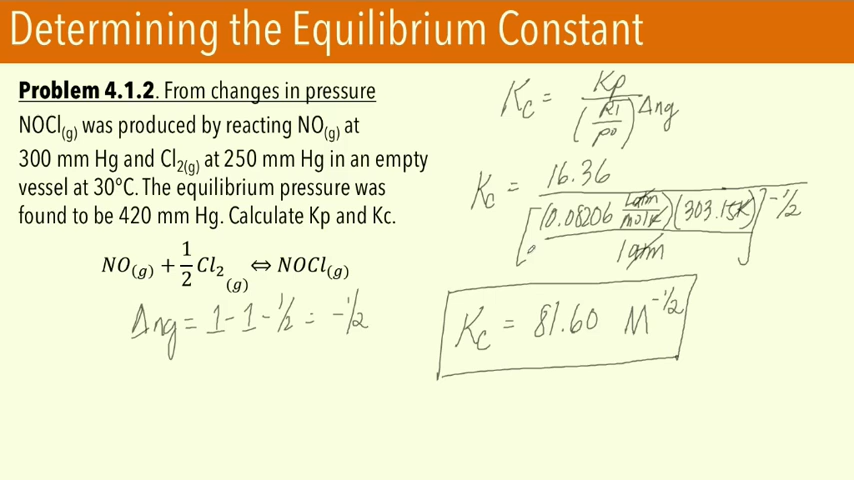 Determining the Equilibrium Constant
Problem 4.1.2. From changes in pressure
NOCl(g) was produced by reacting NO(g) at
300 mm Hg and Cl2(g) at 250 mm Hg in an empty
vessel at 30°C. The equilibrium pressure was
found to be 420 mm Hg. Calculate Kp and Kc.
NO(g) + 1/2 Cl2 (g) ⇔ NOCl(g)
Δng = 1 - 1 - 1/2 = -1/2
Kc = Kp / (RT/P°)^Δng
Kc = 16.36 / [(0.08206 L atm/mol K)(303.15K) / 1 atm]^-1/2
Kc = 81.60 M^-1/2